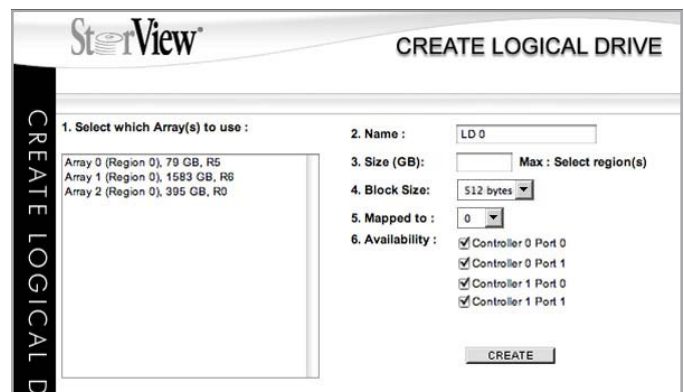 StorView
CREATE LOGICAL DRIVE
CREATE LOGICAL D
1. Select which Array(s) to use :
Array 0 (Region 0), 79 GB, R5
Array 1 (Region 0), 1583 GB, R6
Array 2 (Region 0), 395 GB, R0
2. Name :
LD 0
3. Size (GB):
Max : Select region(s)
4. Block Size:
512 bytes
5. Mapped to :
0
6. Availability :
Controller 0 Port 0
Controller 0 Port 1
Controller 1 Port 0
Controller 1 Port 1
CREATE